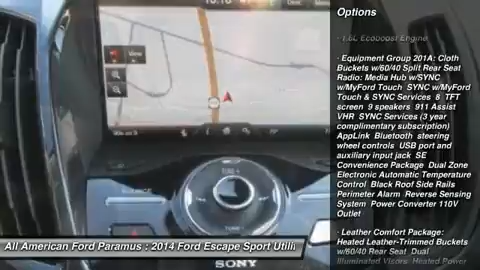 Options
· 1.6L Ecoboost Engine
· Equipment Group 201A: Cloth
Buckets w/60/40 Split Rear Seat
Radio: Media Hub w/SYNC
w/MyFord Touch SYNC w/MyFord
Touch & SYNC Services 8 TFT
screen 9 speakers 911 Assist
VHR SYNC Services (3 year
complimentary subscription)
AppLink Bluetooth steering
wheel controls USB port and
auxiliary input jack SE
Convenience Package Dual Zone
Electronic Automatic Temperature
Control Black Roof Side Rails
Perimeter Alarm Reverse Sensing
System Power Converter 110V
Outlet
· Leather Comfort Package:
Heated Leather-Trimmed Buckets
w/60/40 Rear Seat Dual
Illuminated Visors: Heated Power
View
SOURCE
TUNE +
All American Ford Paramus : 2014 Ford Escape Sport Utili
SONY